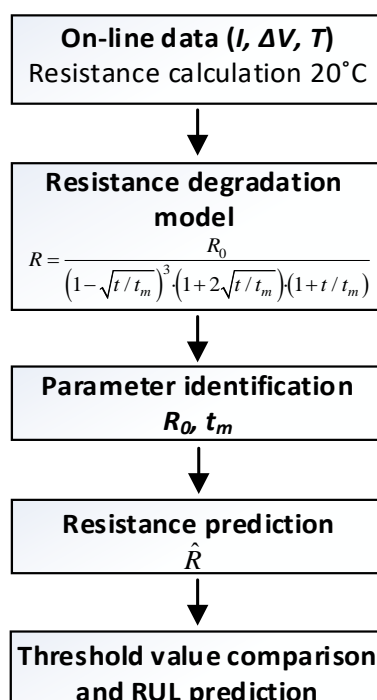 On-line data (I, ΔV, T)
Resistance calculation 20˚C
Resistance degradation
model
R = R₀ / ((1−√(t/tₘ))³·(1+2√(t/tₘ))·(1+t/tₘ))
Parameter identification
R₀, tₘ
Resistance prediction
R̂
Threshold value comparison
and RUL prediction